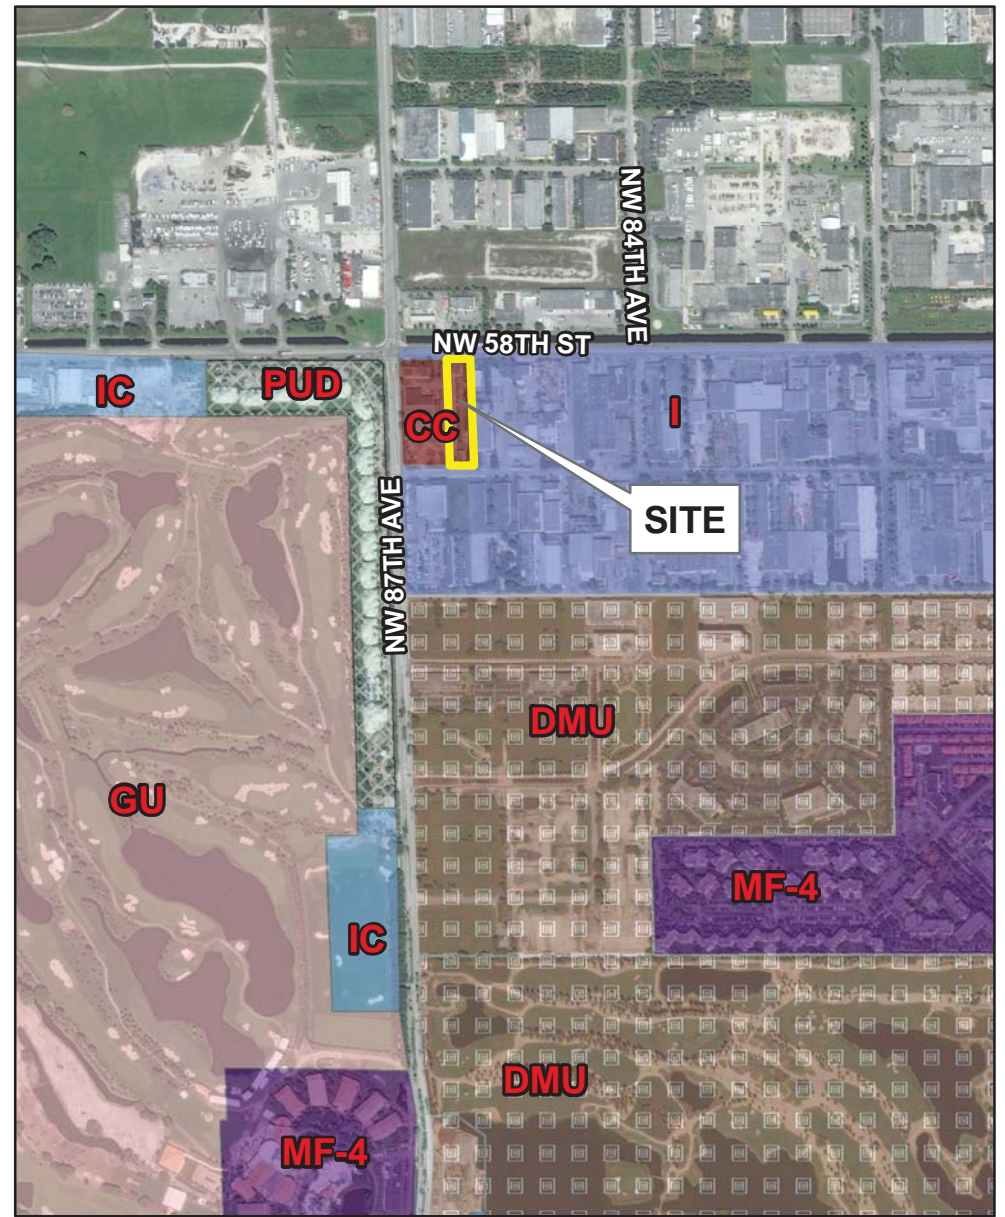 NW 84TH AVE
NW 58TH ST
IC
PUD
CC
I
SITE
NW 87TH AVE
DMU
GU
MF-4
IC
DMU
MF-4